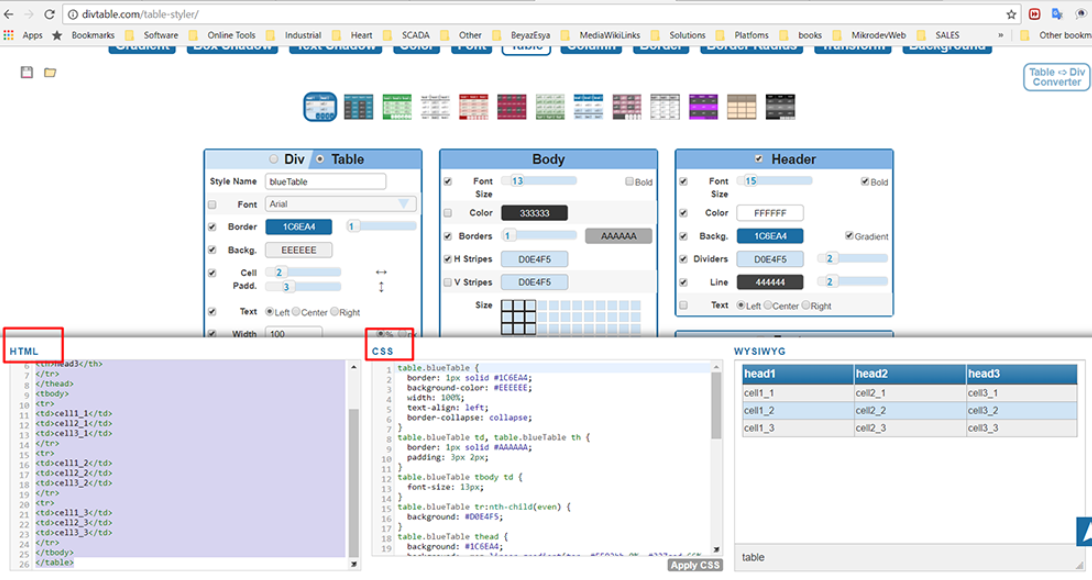 divtable.com/table-styler/
Apps Bookmarks Software Online Tools Industrial Heart SCADA Other BeyazEsya MediaWikiLinks Solutions Platfoms books MikrodevWeb SALES » Other bookm
Gradient Box Shadow Text Shadow Color Font Table Column Border Border Radius Transform Background
Table ⇔ Div
Converter
Div Table
Style Name blueTable
Font Arial
Border 1C6EA4 1
Backg. EEEEEE
Cell 2
Padd. 3
Text Left Center Right
Width 100 % px
Body
Font 13 Bold
Size
Color 333333
Borders 1 AAAAAA
H Stripes D0E4F5
V Stripes D0E4F5
Size
Header
Font 15 Bold
Size
Color FFFFFF
Backg. 1C6EA4 Gradient
Dividers D0E4F5 2
Line 444444 2
Text Left Center Right
HTML
6 <th>head3</th>
7 </tr>
8 </thead>
9 <tbody>
10 <tr>
11 <td>cell1_1</td>
12 <td>cell2_1</td>
13 <td>cell3_1</td>
14 </tr>
15 <tr>
16 <td>cell1_2</td>
17 <td>cell2_2</td>
18 <td>cell3_2</td>
19 </tr>
20 <tr>
21 <td>cell1_3</td>
22 <td>cell2_3</td>
23 <td>cell3_3</td>
24 </tr>
25 </tbody>
26 </table>
CSS
1 table.blueTable {
2 border: 1px solid #1C6EA4;
3 background-color: #EEEEEE;
4 width: 100%;
5 text-align: left;
6 border-collapse: collapse;
7 }
8 table.blueTable td, table.blueTable th {
9 border: 1px solid #AAAAAA;
10 padding: 3px 2px;
11 }
12 table.blueTable tbody td {
13 font-size: 13px;
14 }
15 table.blueTable tr:nth-child(even) {
16 background: #D0E4F5;
17 }
18 table.blueTable thead {
19 background: #1C6EA4;
Apply CSS
WYSIWYG
head1 head2 head3
cell1_1 cell2_1 cell3_1
cell1_2 cell2_2 cell3_2
cell1_3 cell2_3 cell3_3
table